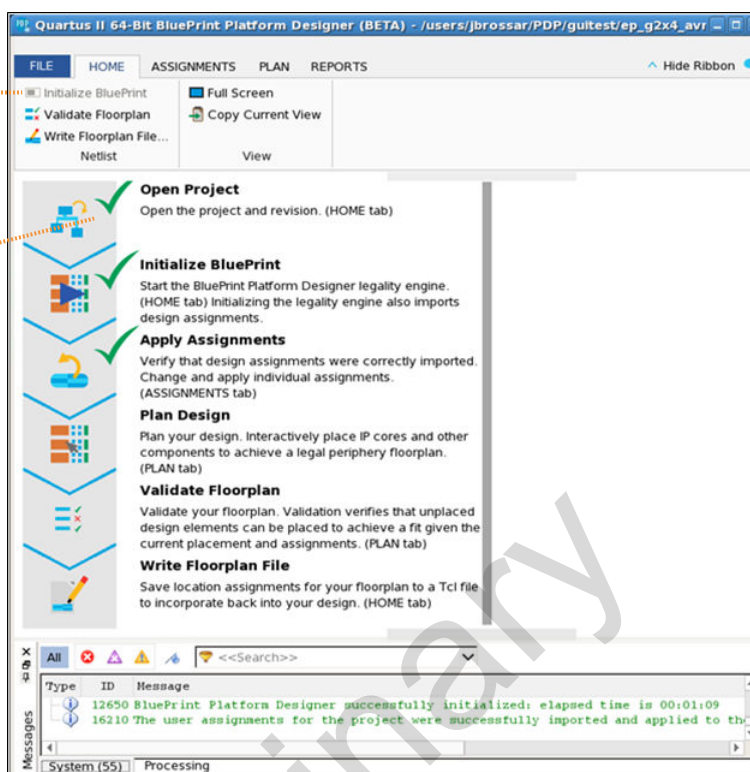 Quartus II 64-Bit BluePrint Platform Designer (BETA) - /users/jbrossar/PDP/guitest/ep_g2x4_avr
FILE HOME ASSIGNMENTS PLAN REPORTS Hide Ribbon
Initialize BluePrint
Validate Floorplan
Write Floorplan File...
Netlist
Full Screen
Copy Current View
View
Open Project
Open the project and revision. (HOME tab)
Initialize BluePrint
Start the BluePrint Platform Designer legality engine.
(HOME tab) Initializing the legality engine also imports
design assignments.
Apply Assignments
Verify that design assignments were correctly imported.
Change and apply individual assignments.
(ASSIGNMENTS tab)
Plan Design
Plan your design. Interactively place IP cores and other
components to achieve a legal periphery floorplan.
(PLAN tab)
Validate Floorplan
Validate your floorplan. Validation verifies that unplaced
design elements can be placed to achieve a fit given the
current placement and assignments. (PLAN tab)
Write Floorplan File
Save location assignments for your floorplan to a Tcl file
to incorporate back into your design. (HOME tab)
All <<Search>>
Type ID Message
12650 BluePrint Platform Designer successfully initialized: elapsed time is 00:01:09
16210 The user assignments for the project were successfully imported and applied to th
System (55) Processing
Messages
inary